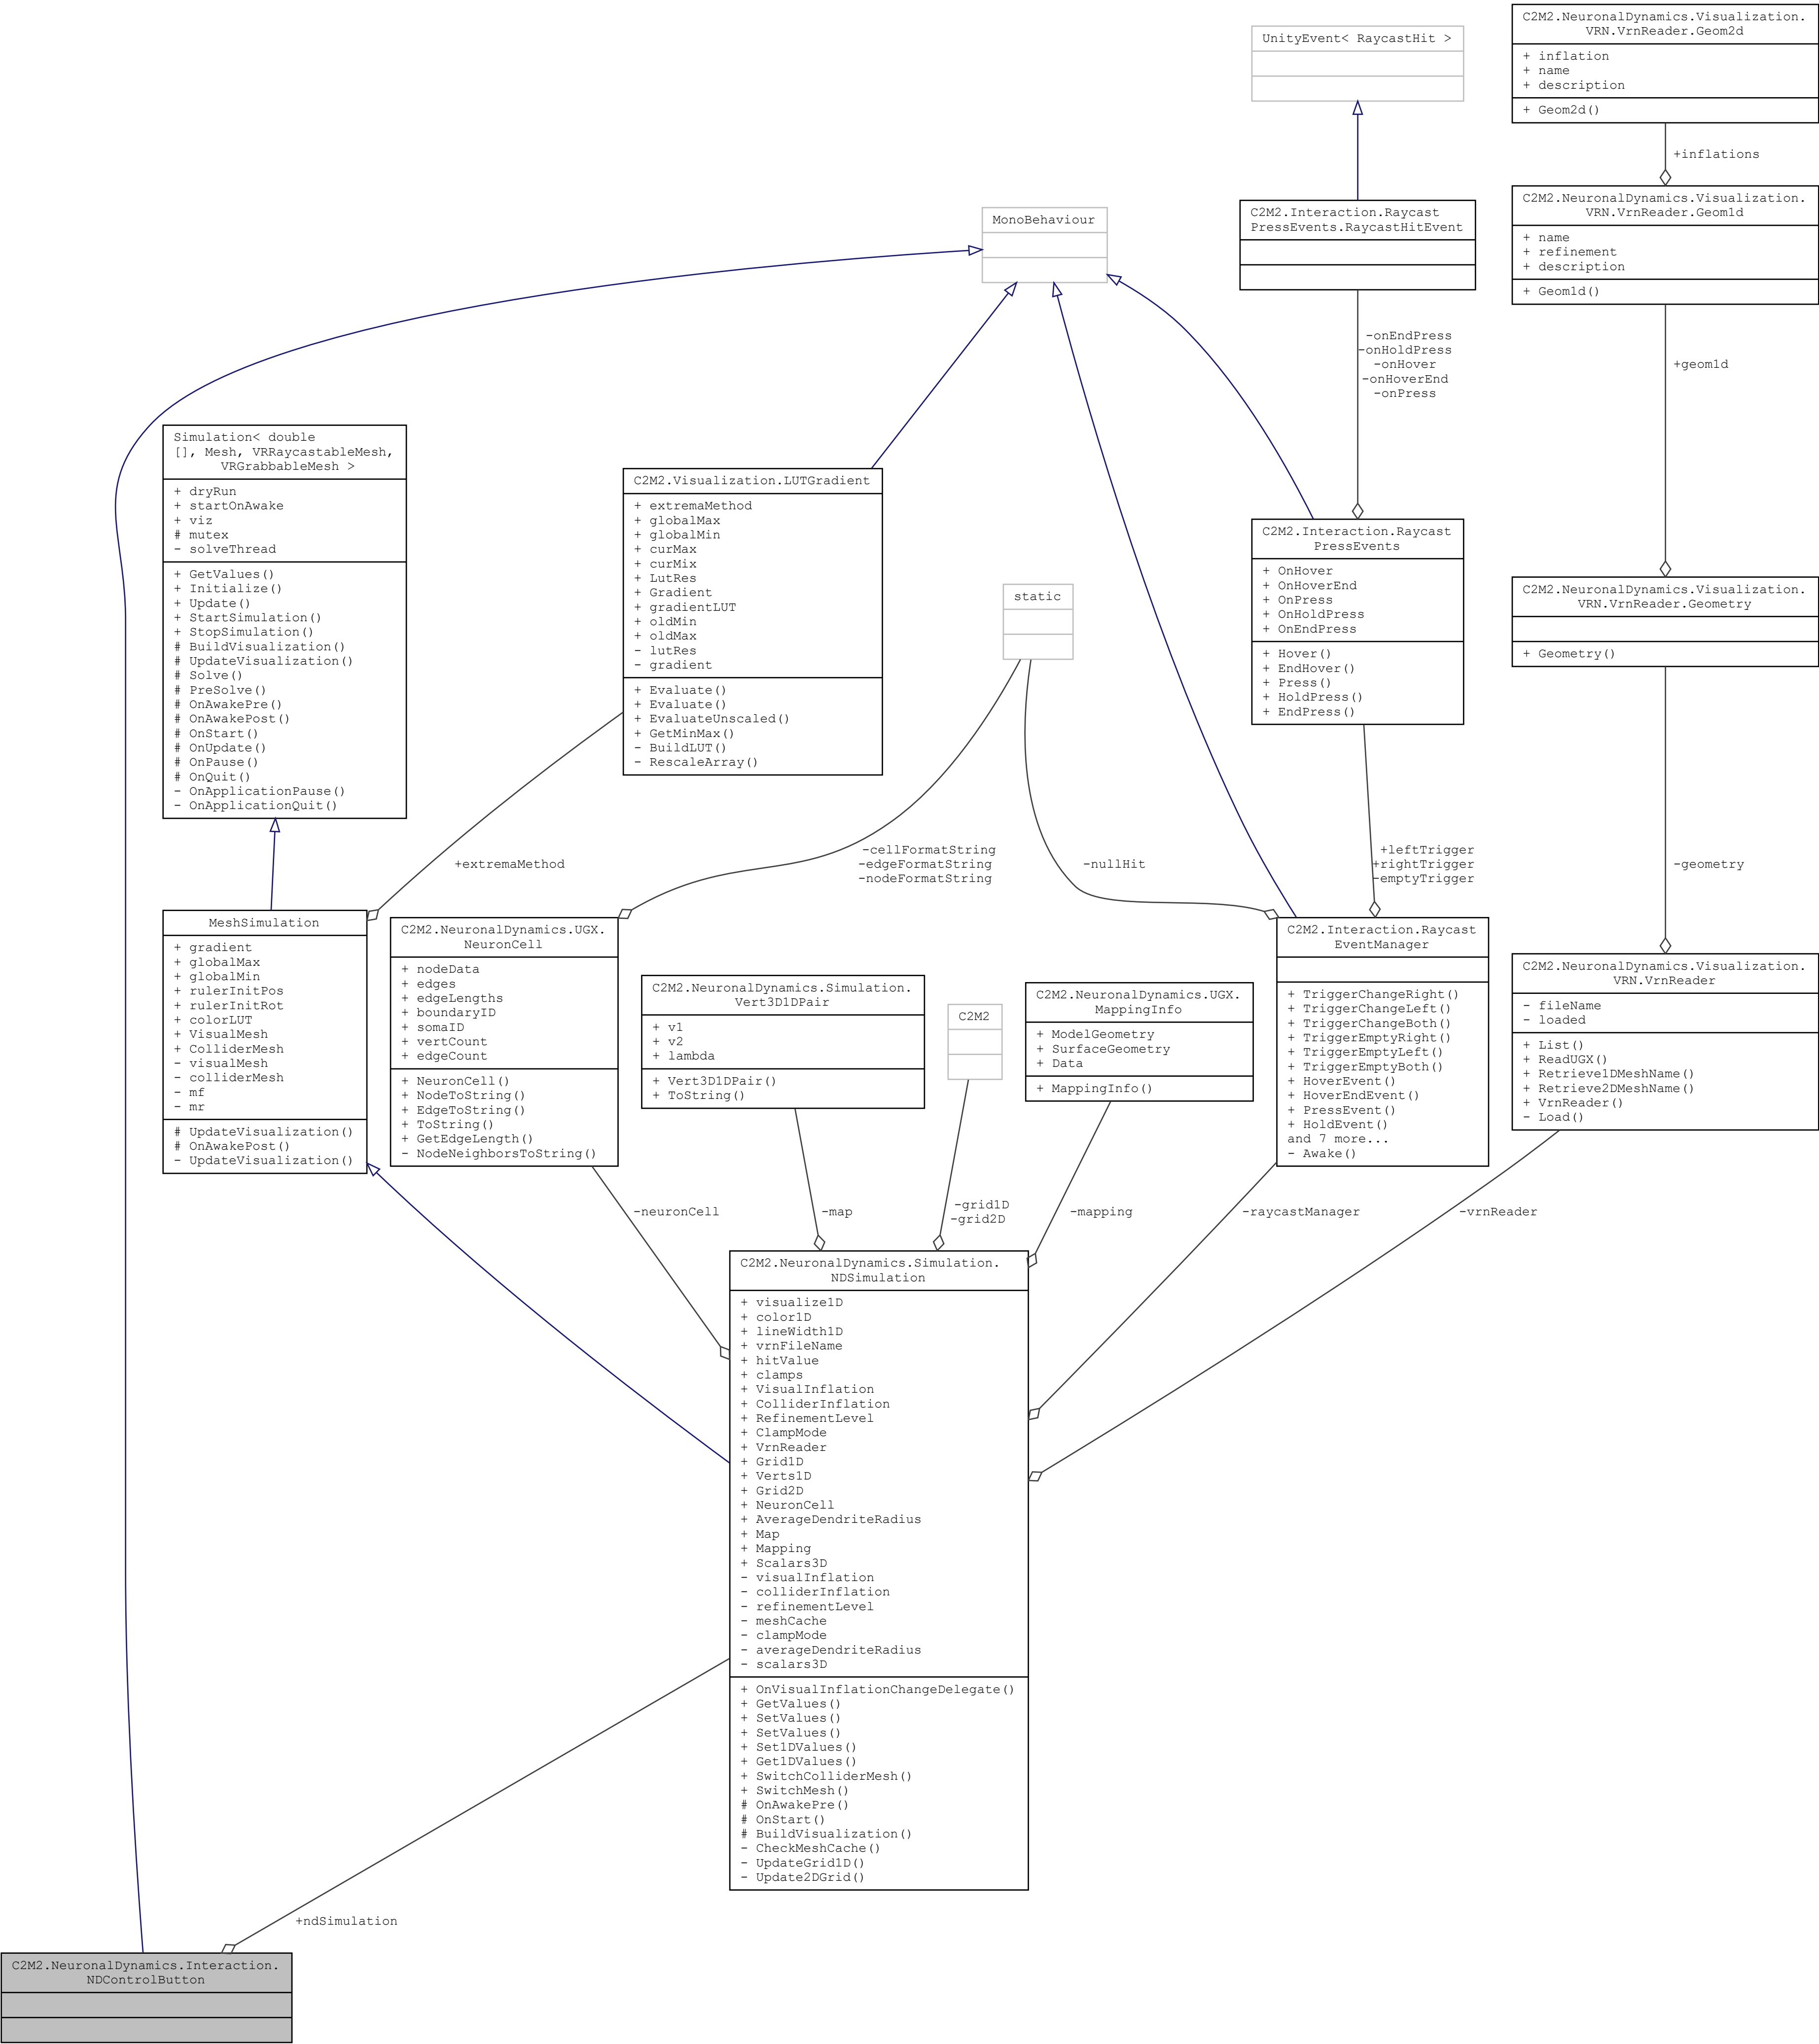 C2M2.NeuronalDynamics.Visualization.
VRN.VrnReader.Geom2d
+ inflation
+ name
+ description
+ Geom2d()
UnityEvent< RaycastHit >
+inflations
C2M2.NeuronalDynamics.Visualization.
VRN.VrnReader.Geom1d
+ name
+ refinement
+ description
+ Geom1d()
C2M2.Interaction.Raycast
PressEvents.RaycastHitEvent
MonoBehaviour
-onEndPress
-onHoldPress
-onHover
-onHoverEnd
-onPress
+geom1d
Simulation< double
[], Mesh, VRRaycastableMesh,
VRGrabbableMesh >
+ dryRun
+ startOnAwake
+ viz
# mutex
- solveThread
+ GetValues()
+ Initialize()
+ Update()
+ StartSimulation()
+ StopSimulation()
# BuildVisualization()
# UpdateVisualization()
# Solve()
# PreSolve()
# OnAwakePre()
# OnAwakePost()
# OnStart()
# OnUpdate()
# OnPause()
# OnQuit()
- OnApplicationPause()
- OnApplicationQuit()
C2M2.Visualization.LUTGradient
+ extremaMethod
+ globalMax
+ globalMin
+ curMax
+ curMix
+ LutRes
+ Gradient
+ gradientLUT
+ oldMin
+ oldMax
- lutRes
- gradient
+ Evaluate()
+ Evaluate()
+ EvaluateUnscaled()
+ GetMinMax()
- BuildLUT()
- RescaleArray()
static
C2M2.Interaction.Raycast
PressEvents
+ OnHover
+ OnHoverEnd
+ OnPress
+ OnHoldPress
+ OnEndPress
+ Hover()
+ EndHover()
+ Press()
+ HoldPress()
+ EndPress()
C2M2.NeuronalDynamics.Visualization.
VRN.VrnReader.Geometry
+ Geometry()
+extremaMethod
-cellFormatString
-edgeFormatString
-nodeFormatString
-nullHit
+leftTrigger
+rightTrigger
-emptyTrigger
-geometry
MeshSimulation
+ gradient
+ globalMax
+ globalMin
+ rulerInitPos
+ rulerInitRot
+ colorLUT
+ VisualMesh
+ ColliderMesh
- visualMesh
- colliderMesh
- mf
- mr
# UpdateVisualization()
# OnAwakePost()
- UpdateVisualization()
C2M2.NeuronalDynamics.UGX.
NeuronCell
+ nodeData
+ edges
+ edgeLengths
+ boundaryID
+ somaID
+ vertCount
+ edgeCount
+ NeuronCell()
+ NodeToString()
+ EdgeToString()
+ ToString()
+ GetEdgeLength()
- NodeNeighborsToString()
C2M2.NeuronalDynamics.Simulation.
Vert3D1DPair
+ v1
+ v2
+ lambda
+ Vert3D1DPair()
+ ToString()
C2M2
C2M2.NeuronalDynamics.UGX.
MappingInfo
+ ModelGeometry
+ SurfaceGeometry
+ Data
+ MappingInfo()
C2M2.Interaction.Raycast
EventManager
+ TriggerChangeRight()
+ TriggerChangeLeft()
+ TriggerChangeBoth()
+ TriggerEmptyRight()
+ TriggerEmptyLeft()
+ TriggerEmptyBoth()
+ HoverEvent()
+ HoverEndEvent()
+ PressEvent()
+ HoldEvent()
and 7 more...
- Awake()
C2M2.NeuronalDynamics.Visualization.
VRN.VrnReader
- fileName
- loaded
+ List()
+ ReadUGX()
+ Retrieve1DMeshName()
+ Retrieve2DMeshName()
+ VrnReader()
- Load()
-neuronCell
-map
-grid1D
-grid2D
-mapping
-raycastManager
-vrnReader
C2M2.NeuronalDynamics.Simulation.
NDSimulation
+ visualize1D
+ color1D
+ lineWidth1D
+ vrnFileName
+ hitValue
+ clamps
+ VisualInflation
+ ColliderInflation
+ RefinementLevel
+ ClampMode
+ VrnReader
+ Grid1D
+ Verts1D
+ Grid2D
+ NeuronCell
+ AverageDendriteRadius
+ Map
+ Mapping
+ Scalars3D
- visualInflation
- colliderInflation
- refinementLevel
- meshCache
- clampMode
- averageDendriteRadius
- scalars3D
+ OnVisualInflationChangeDelegate()
+ GetValues()
+ SetValues()
+ SetValues()
+ Set1DValues()
+ Get1DValues()
+ SwitchColliderMesh()
+ SwitchMesh()
# OnAwakePre()
# OnStart()
# BuildVisualization()
- CheckMeshCache()
- UpdateGrid1D()
- Update2DGrid()
+ndSimulation
C2M2.NeuronalDynamics.Interaction.
NDControlButton